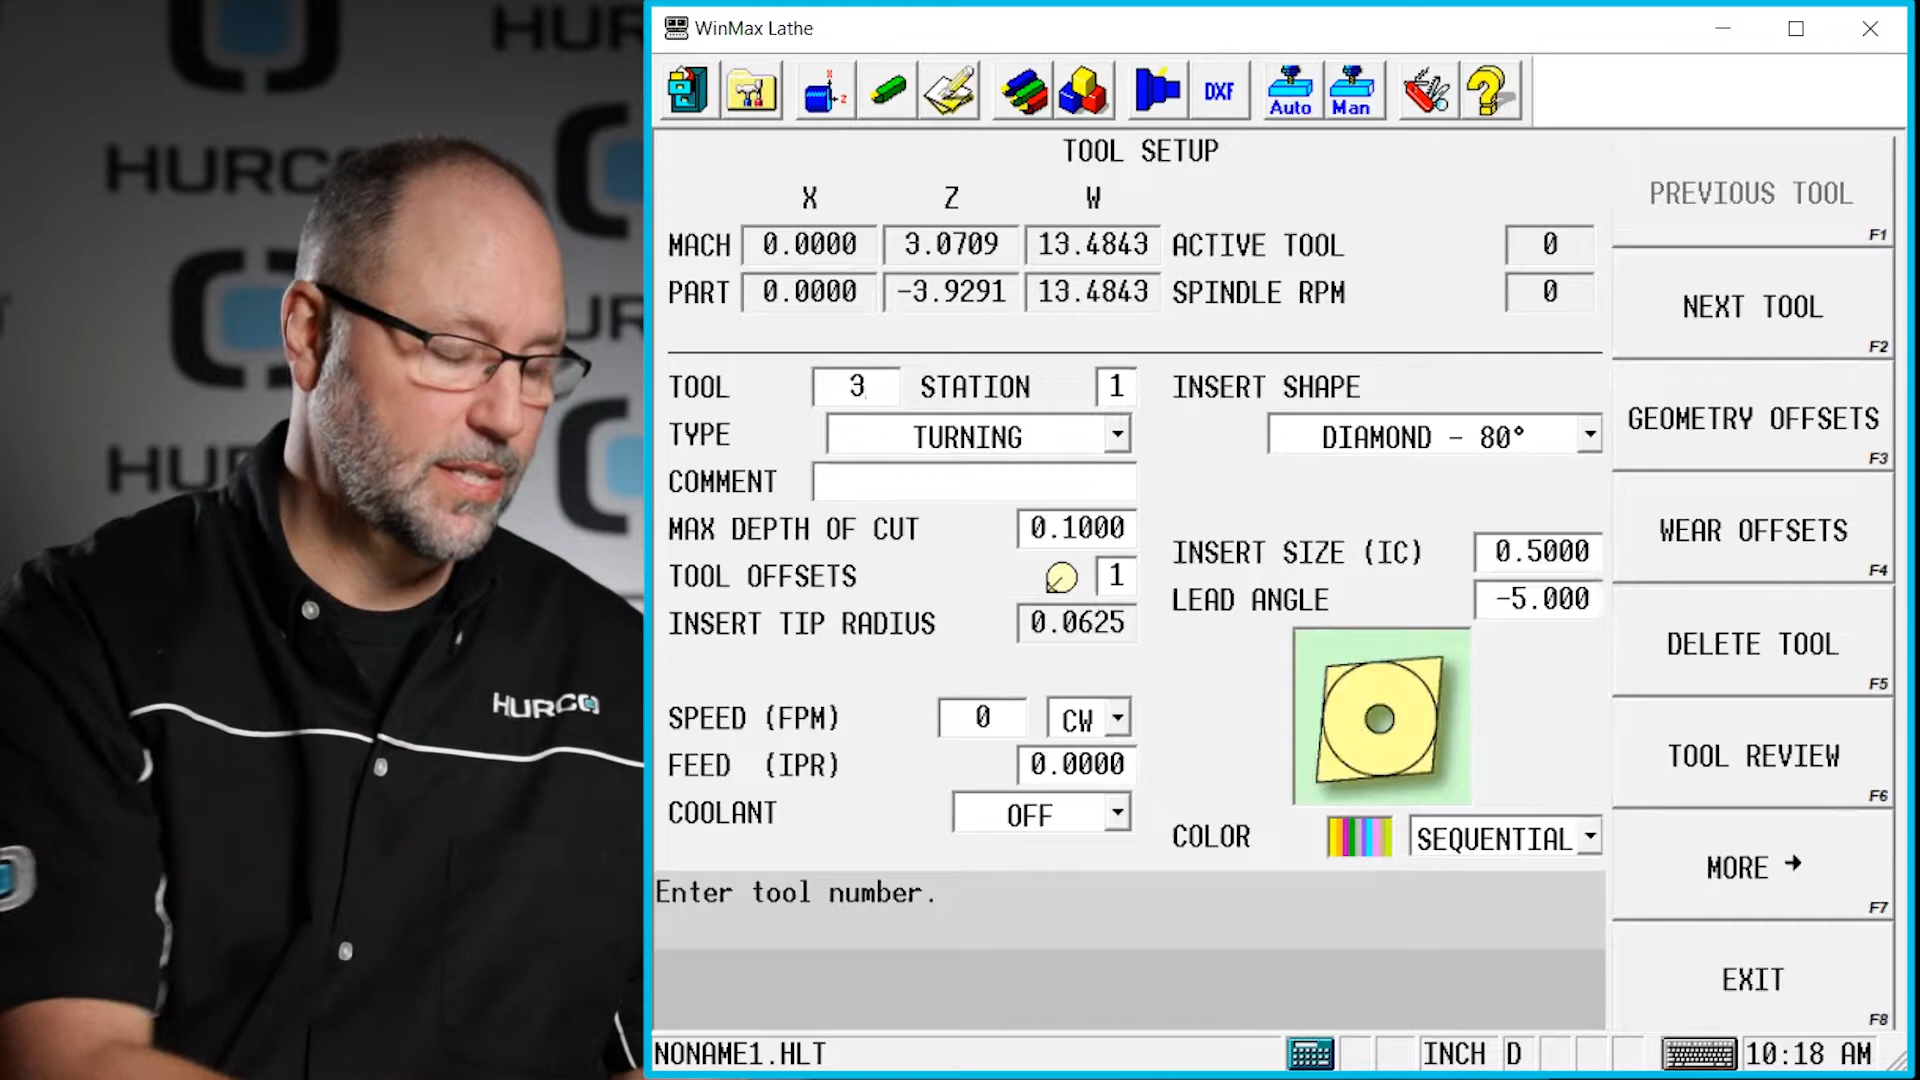 WinMax Lathe
DXF
Auto
Man
TOOL SETUP
X Z W
MACH 0.0000 3.0709 13.4843 ACTIVE TOOL 0
PART 0.0000 -3.9291 13.4843 SPINDLE RPM 0
TOOL 3 STATION 1 INSERT SHAPE
TYPE TURNING DIAMOND - 80°
COMMENT
MAX DEPTH OF CUT 0.1000
INSERT SIZE (IC) 0.5000
TOOL OFFSETS 1
LEAD ANGLE -5.000
INSERT TIP RADIUS 0.0625
SPEED (FPM) 0 CW
FEED (IPR) 0.0000
COOLANT OFF
COLOR SEQUENTIAL
Enter tool number.
PREVIOUS TOOL F1
NEXT TOOL F2
GEOMETRY OFFSETS F3
WEAR OFFSETS F4
DELETE TOOL F5
TOOL REVIEW F6
MORE → F7
EXIT F8
NONAME1.HLT INCH D 10:18 AM
HURCO
HURC
HUR
HUR
UR